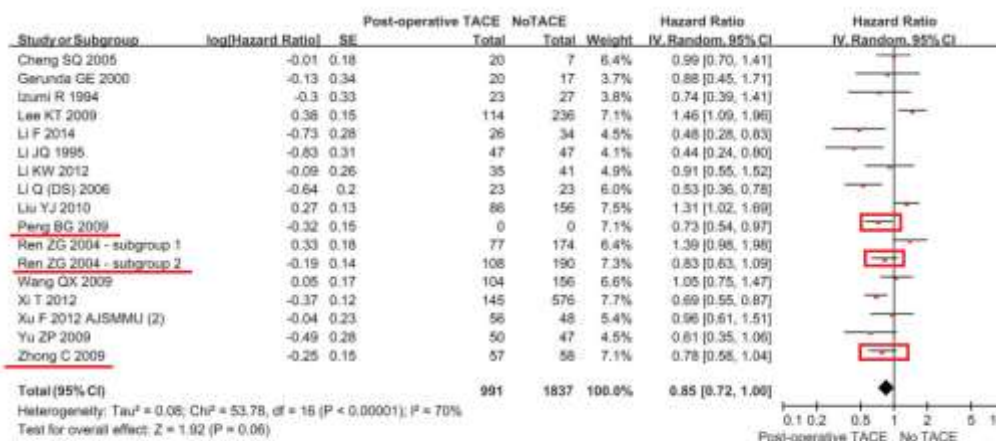 Post-operative TACE NoTACE Hazard Ratio Hazard Ratio
Study or Subgroup log[Hazard Ratio] SE Total Total Weight IV, Random, 95% CI IV, Random, 95% CI
Cheng SQ 2005 -0.01 0.18 20 7 6.4% 0.99 [0.70, 1.41]
Gerunda GE 2000 -0.13 0.34 20 17 3.7% 0.88 [0.45, 1.71]
Izumi R 1994 -0.3 0.33 23 27 3.8% 0.74 [0.39, 1.41]
Lee KT 2009 0.38 0.15 114 236 7.1% 1.46 [1.09, 1.96]
Li F 2014 -0.73 0.28 26 34 4.5% 0.48 [0.28, 0.83]
Li JQ 1995 -0.83 0.31 47 47 4.1% 0.44 [0.24, 0.80]
Li KW 2012 -0.09 0.26 35 41 4.9% 0.91 [0.55, 1.52]
Li Q (DS) 2006 -0.64 0.2 23 23 6.0% 0.53 [0.36, 0.78]
Liu YJ 2010 0.27 0.13 86 156 7.5% 1.31 [1.02, 1.69]
Peng BG 2009 -0.32 0.15 0 0 7.1% 0.73 [0.54, 0.97]
Ren ZG 2004 - subgroup 1 0.33 0.18 77 174 6.4% 1.39 [0.98, 1.98]
Ren ZG 2004 - subgroup 2 -0.19 0.14 108 190 7.3% 0.83 [0.63, 1.09]
Wang QX 2009 0.05 0.17 104 156 6.6% 1.05 [0.75, 1.47]
Xi T 2012 -0.37 0.12 145 576 7.7% 0.69 [0.55, 0.87]
Xu F 2012 AJSMMU (2) -0.04 0.23 56 48 5.4% 0.96 [0.61, 1.51]
Yu ZP 2009 -0.49 0.28 50 47 4.5% 0.61 [0.35, 1.06]
Zhong C 2009 -0.25 0.15 57 58 7.1% 0.78 [0.58, 1.04]
Total (95% CI) 991 1837 100.0% 0.85 [0.72, 1.00]
Heterogeneity: Tau² = 0.08; Chi² = 53.78, df = 16 (P < 0.00001); I² = 70%
Test for overall effect: Z = 1.92 (P = 0.06)
0.1 0.2 0.5 1 2 5 1
Post-operative TACE No TACE